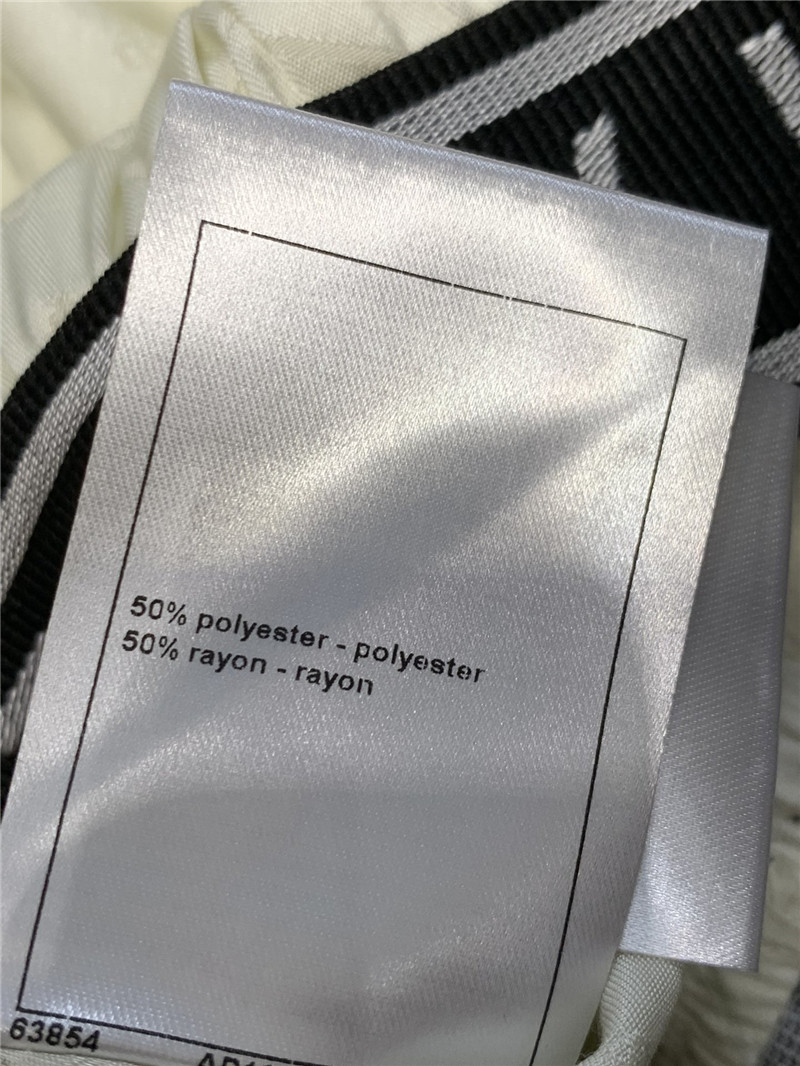 50% polyester - polyester
50% rayon - rayon
63854